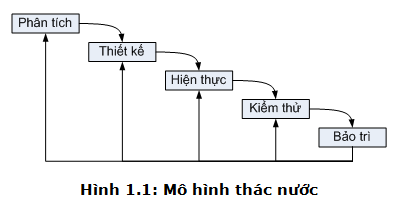 Phân tích
Thiết kế
Hiện thực
Kiểm thử
Bảo trì
Hình 1.1: Mô hình thác nước